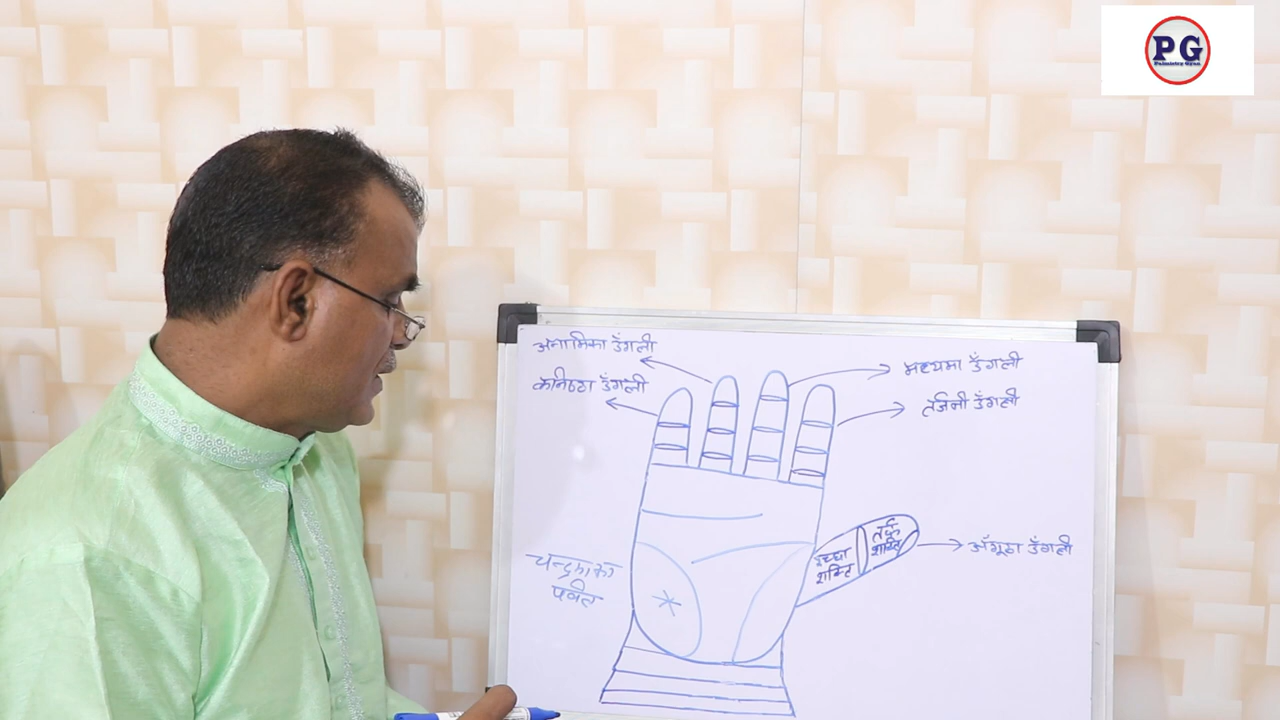 PG
Palmistry Gyan
अनामिका उँगली
कनिष्ठा उँगली
मध्यमा उँगली
तर्जनी उँगली
इच्छा
शक्ति
तर्क
शक्ति
अँगूठा उँगली
चन्द्रमा का
पर्वत